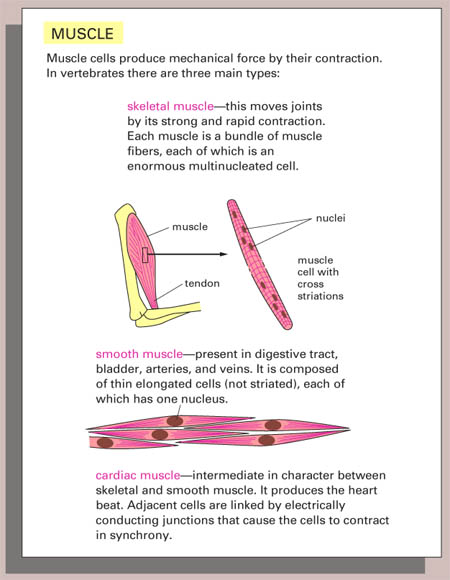 MUSCLE
Muscle cells produce mechanical force by their contraction.
In vertebrates there are three main types:
skeletal muscle—this moves joints
by its strong and rapid contraction.
Each muscle is a bundle of muscle
fibers, each of which is an
enormous multinucleated cell.
muscle
nuclei
muscle
cell with
cross
striations
tendon
smooth muscle—present in digestive tract,
bladder, arteries, and veins. It is composed
of thin elongated cells (not striated), each of
which has one nucleus.
cardiac muscle—intermediate in character between
skeletal and smooth muscle. It produces the heart
beat. Adjacent cells are linked by electrically
conducting junctions that cause the cells to contract
in synchrony.